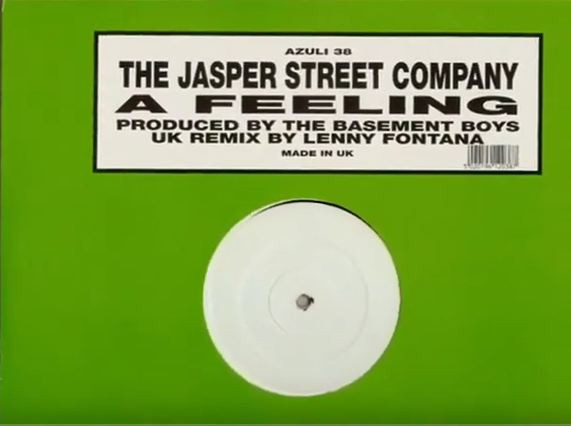 AZULI 38
THE JASPER STREET COMPANY
A FEELING
PRODUCED BY THE BASEMENT BOYS
UK REMIX BY LENNY FONTANA
MADE IN UK